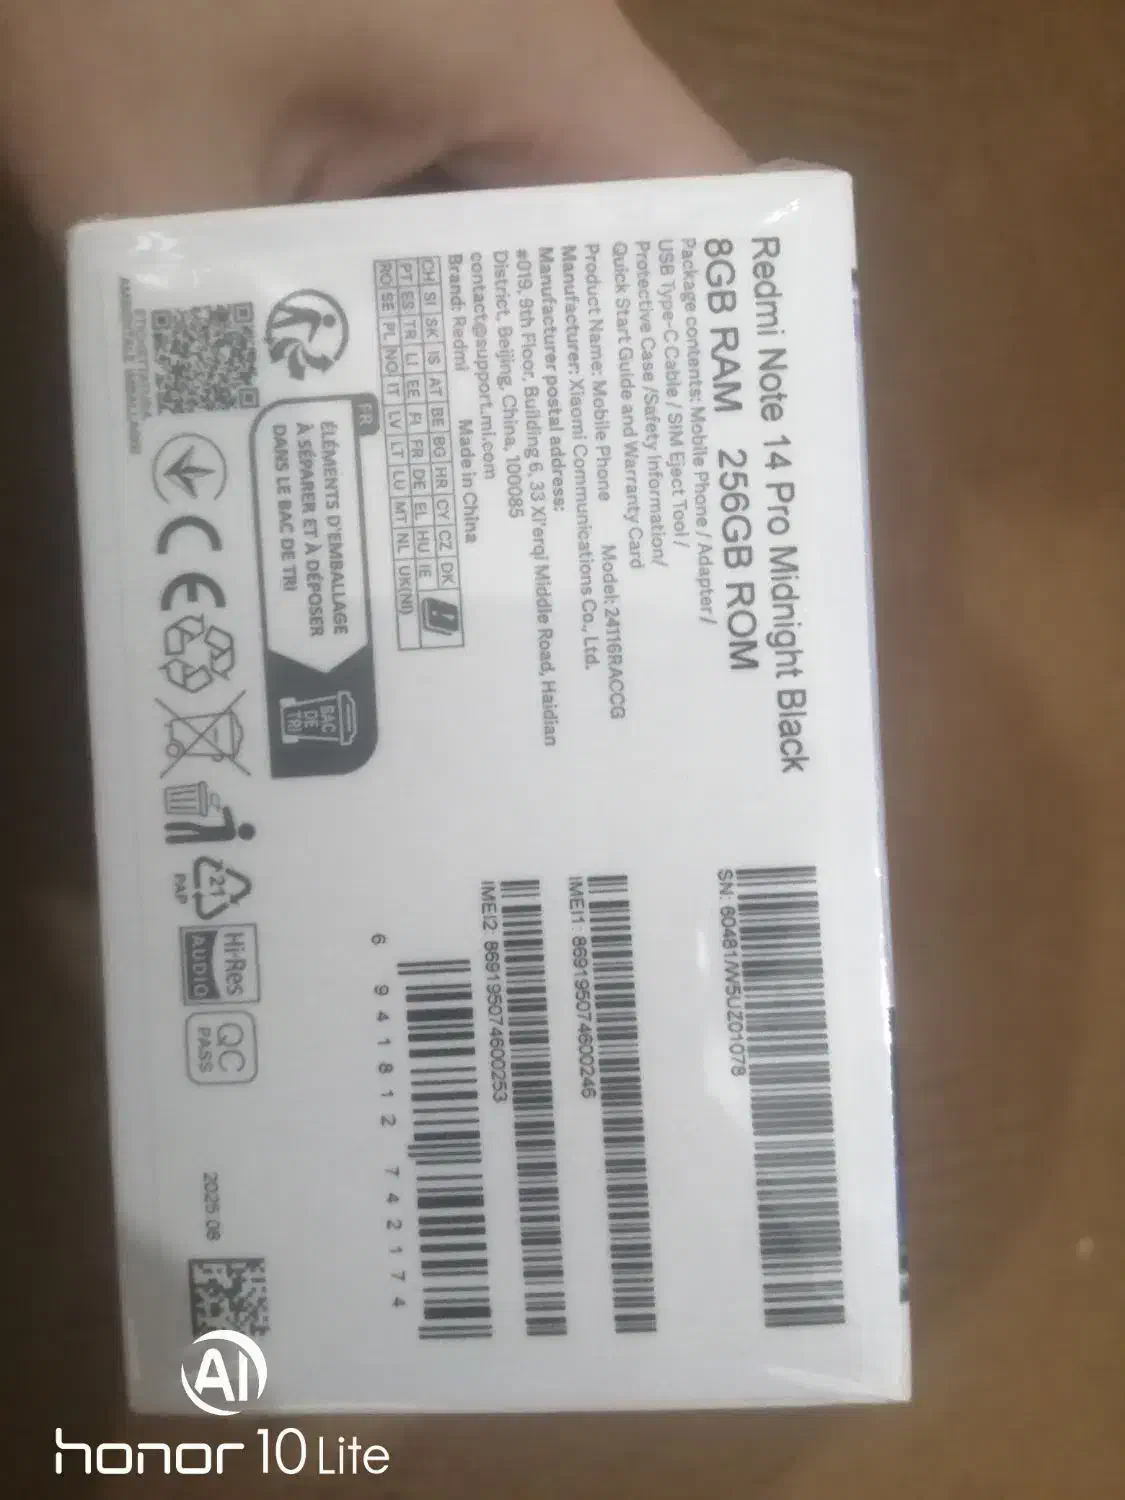 Redmi Note 14 Pro Midnight Black
8GB RAM 256GB ROM
Package contents: Mobile Phone / Adapter /
USB Type-C Cable / SIM Eject Tool /
Protective Case /Safety Information/
Quick Start Guide and Warranty Card
Product Name: Mobile Phone Model: 24116RACCG
Manufacturer: Xiaomi Communications Co., Ltd.
Manufacturer postal address:
#019, 9th Floor, Building 6, 33 Xi'erqi Middle Road, Haidian
District, Beijing, China, 100085
contact@support.mi.com
Brand: Redmi Made in China
CH SI SK IS AT BE BG HR CY CZ DK
PT ES TR LI EE FI FR DE EL HU IE
RO SE PL NO IT LV LT LU MT NL UK(NI)
SN: 60481/W5UZ01078
IMEI1: 869195074600246
IMEI2: 869195074600253
6 941812 742174
FR
ÉLÉMENTS D'EMBALLAGE
À SÉPARER ET À DÉPOSER
DANS LE BAC DE TRI
BAC
DE
TRI
CE
21
PAP
Hi-Res
AUDIO
QC
PASS
2025.08
AI
honor 10 Lite